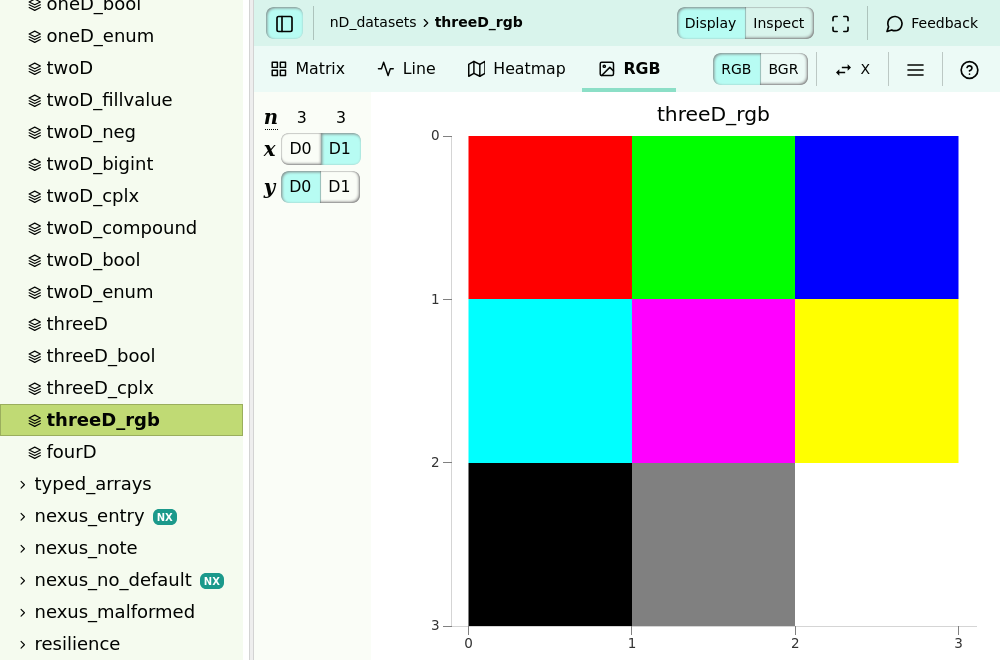 oneD_bool
oneD_enum
twoD
twoD_fillvalue
twoD_neg
twoD_bigint
twoD_cplx
twoD_compound
twoD_bool
twoD_enum
threeD
threeD_bool
threeD_cplx
threeD_rgb
fourD
typed_arrays
nexus_entry NX
nexus_note
nexus_no_default NX
nexus_malformed
resilience
nD_datasets › threeD_rgb Display Inspect Feedback
Matrix Line Heatmap RGB RGB BGR X
n 3 3
x D0 D1
y D0 D1
threeD_rgb
0
1
2
3
0 1 2 3